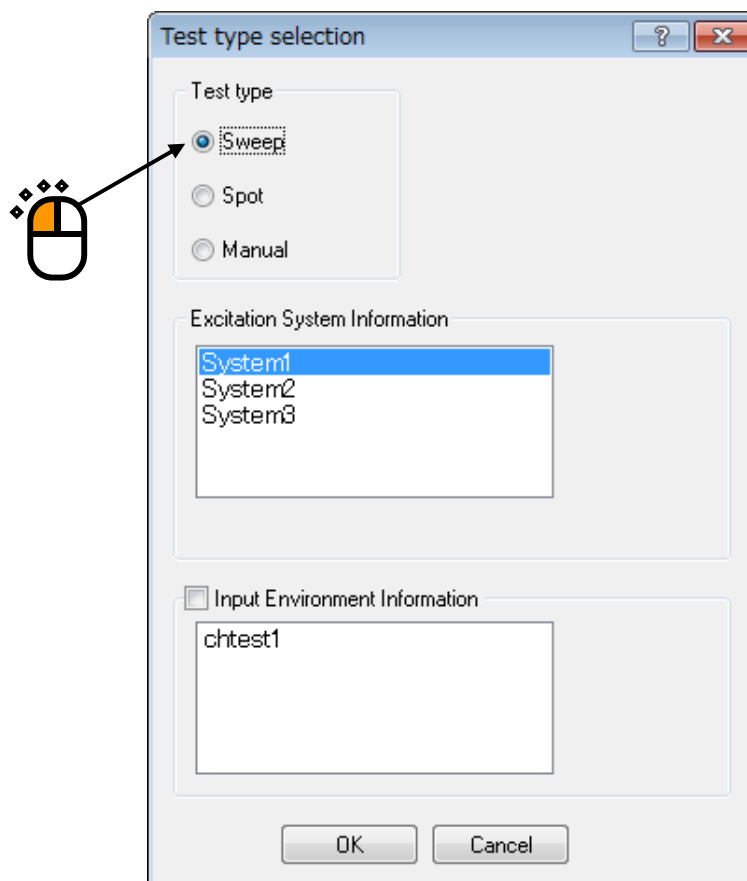 Test type selection
?
Test type
Sweep
Spot
Manual
Excitation System Information
System1
System2
System3
Input Environment Information
chtest1
OK
Cancel